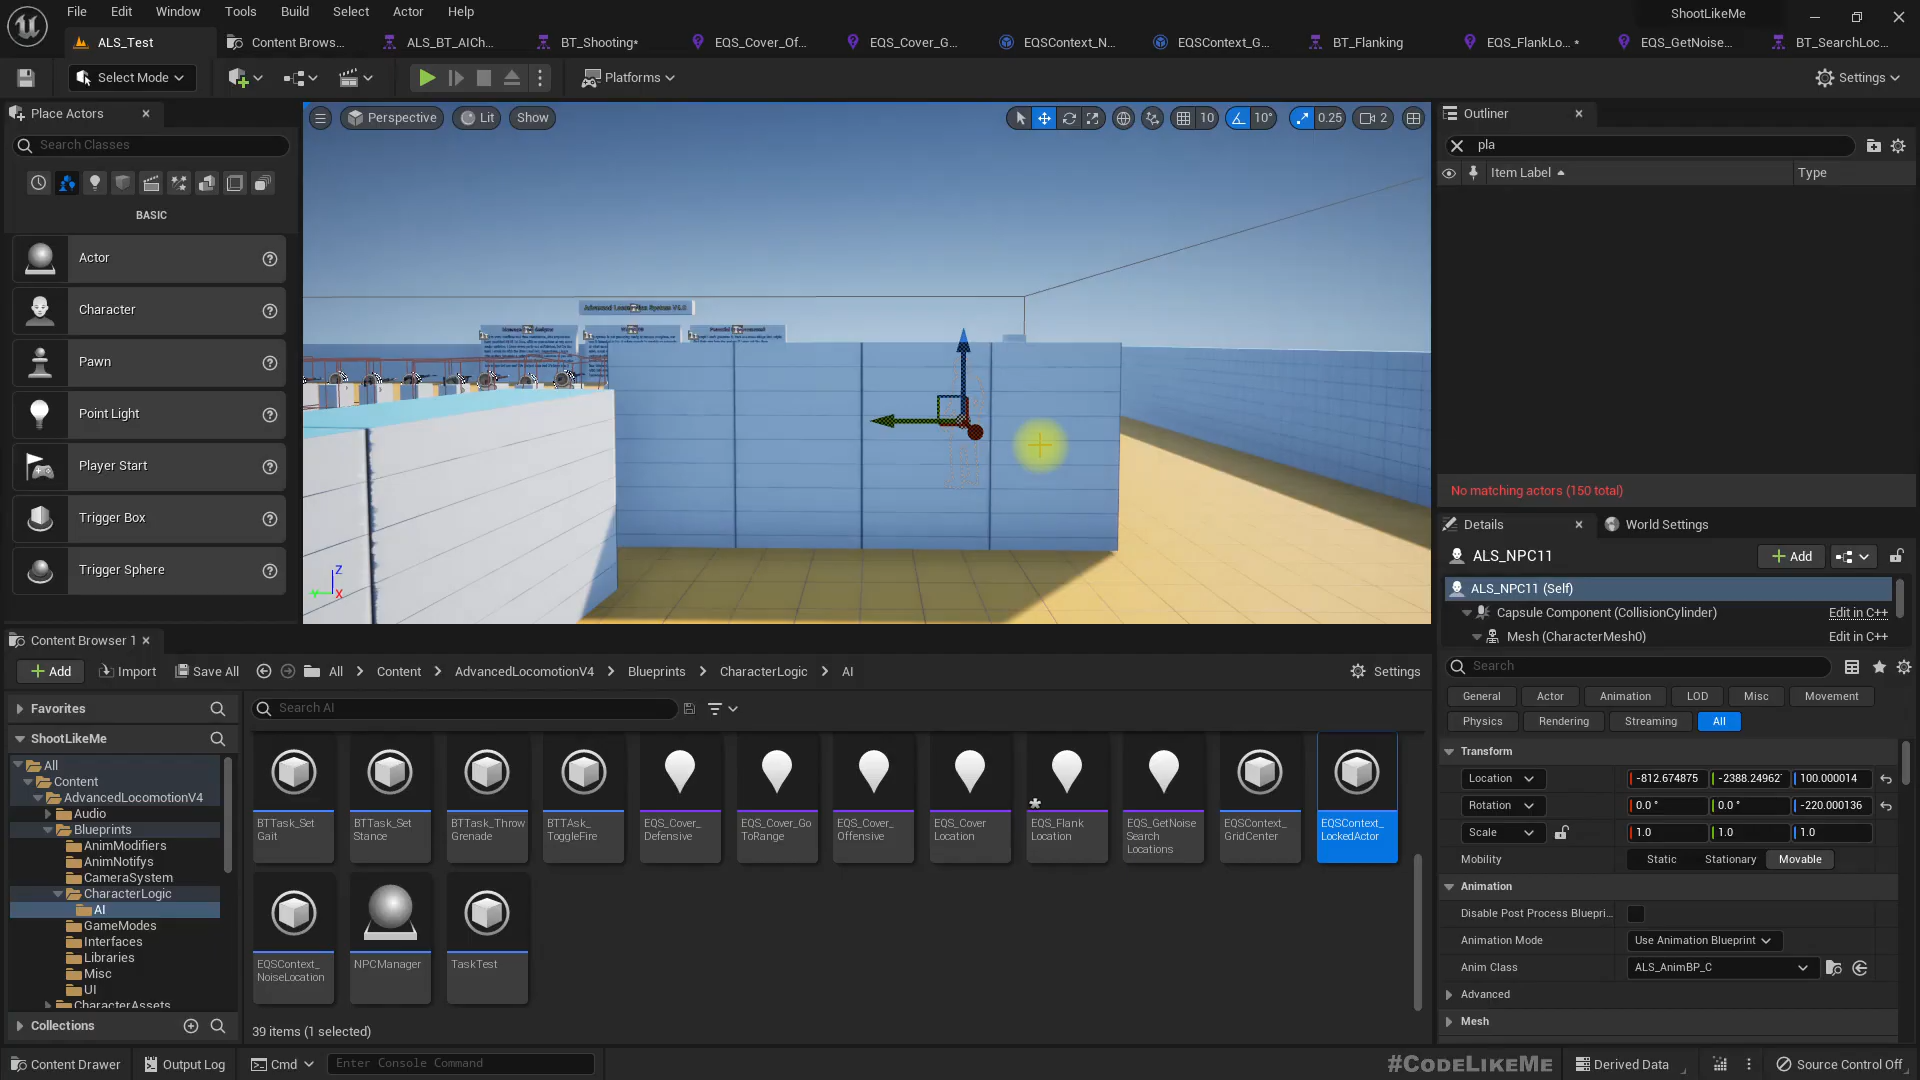 File Edit Window Tools Build Select Actor Help
ShootLikeMe
ALS_Test
Content Brows...
ALS_BT_AICh...
BT_Shooting*
EQS_Cover_Of...
EQS_Cover_G...
EQSContext_N...
EQSContext_G...
BT_Flanking
EQS_FlankLo... *
EQS_GetNoise...
BT_SearchLoc...
Select Mode
Platforms
Settings
Place Actors
Search Classes
BASIC
Actor
Character
Pawn
Point Light
Player Start
Trigger Box
Trigger Sphere
Perspective
Lit
Show
10
10°
0.25
2
Advanced Locomotion System V4.0
Z
Y
X
Outliner
pla
Item Label
Type
No matching actors (150 total)
Details
World Settings
ALS_NPC11
Add
ALS_NPC11 (Self)
Capsule Component (CollisionCylinder) Edit in C++
Mesh (CharacterMesh0) Edit in C++
Search
General Actor Animation LOD Misc Movement
Physics Rendering Streaming All
Transform
Location -812.674875 -2388.24962 100.000014
Rotation 0.0 ° 0.0 ° -220.000136
Scale 1.0 1.0 1.0
Mobility Static Stationary Movable
Animation
Disable Post Process Bluepri...
Animation Mode Use Animation Blueprint
Anim Class ALS_AnimBP_C
Advanced
Mesh
Content Browser 1
Add
Import
Save All
All
Content
AdvancedLocomotionV4
Blueprints
CharacterLogic
AI
Settings
Favorites
ShootLikeMe
All
Content
AdvancedLocomotionV4
Audio
Blueprints
AnimModifiers
AnimNotifys
CameraSystem
CharacterLogic
AI
GameModes
Interfaces
Libraries
Misc
UI
CharacterAssets
Collections
Search AI
BTTask_Set
Gait
BTTask_Set
Stance
BTTask_Throw
Grenade
BTTAsk_
ToggleFire
EQS_Cover_
Defensive
EQS_Cover_Go
ToRange
EQS_Cover_
Offensive
EQS_Cover
Location
EQS_Flank
Location
EQS_GetNoise
Search
Locations
EQSContext_
GridCenter
EQSContext_
LockedActor
EQSContext_
NoiseLocation
NPCManager
TaskTest
39 items (1 selected)
Content Drawer
Output Log
Cmd
Enter Console Command
#CODELIKEME
Derived Data
Source Control Off